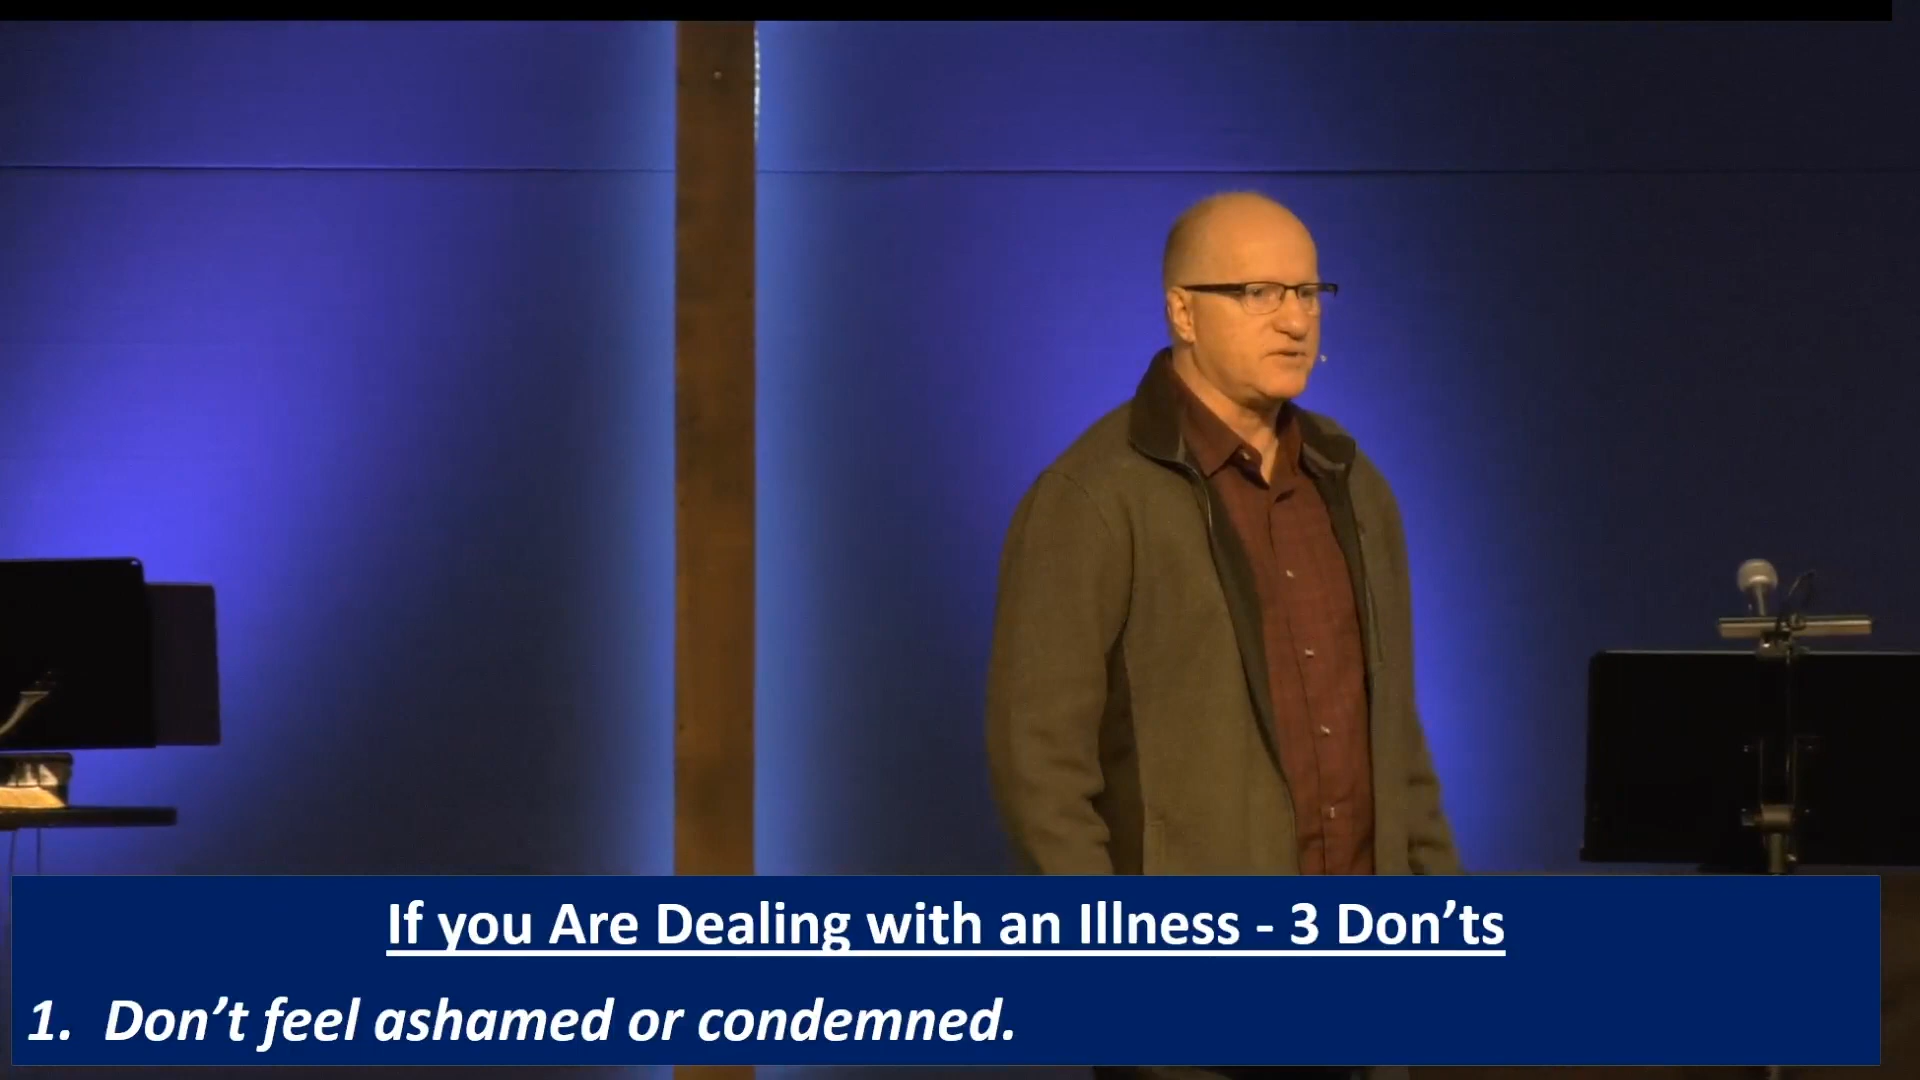 If you Are Dealing with an Illness - 3 Don’ts
1. Don’t feel ashamed or condemned.